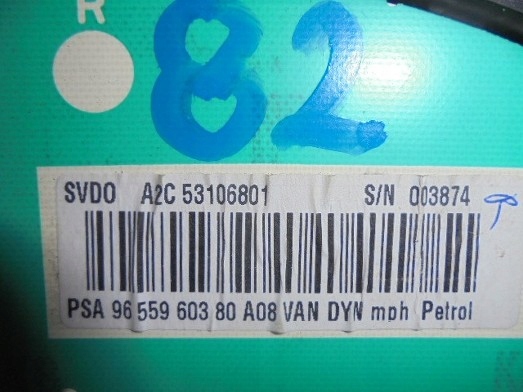 R
82
SVDO A2C 53106801 S/N 003874
PSA 96 559 603 80 A08 VAN DYN mph Petrol